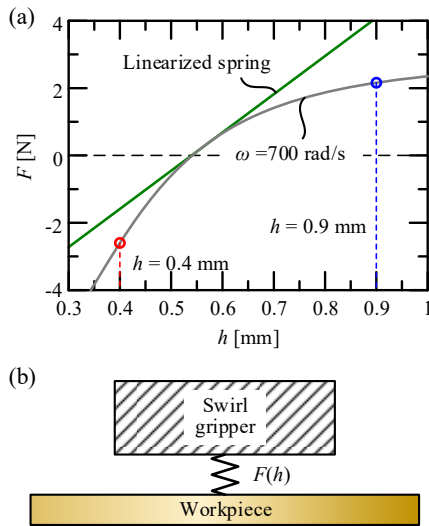 (a)
4
2
0
-2
-4
F [N]
Linearized spring
ω =700 rad/s
h = 0.9 mm
h = 0.4 mm
0.3
0.4
0.5
0.6
0.7
0.8
0.9
1
h [mm]
(b)
Swirl
gripper
F(h)
Workpiece